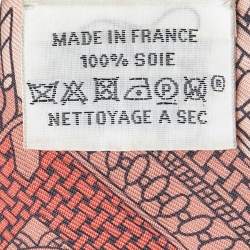 MADE IN FRANCE
100% SOIE
P W ®
NETTOYAGE A SEC